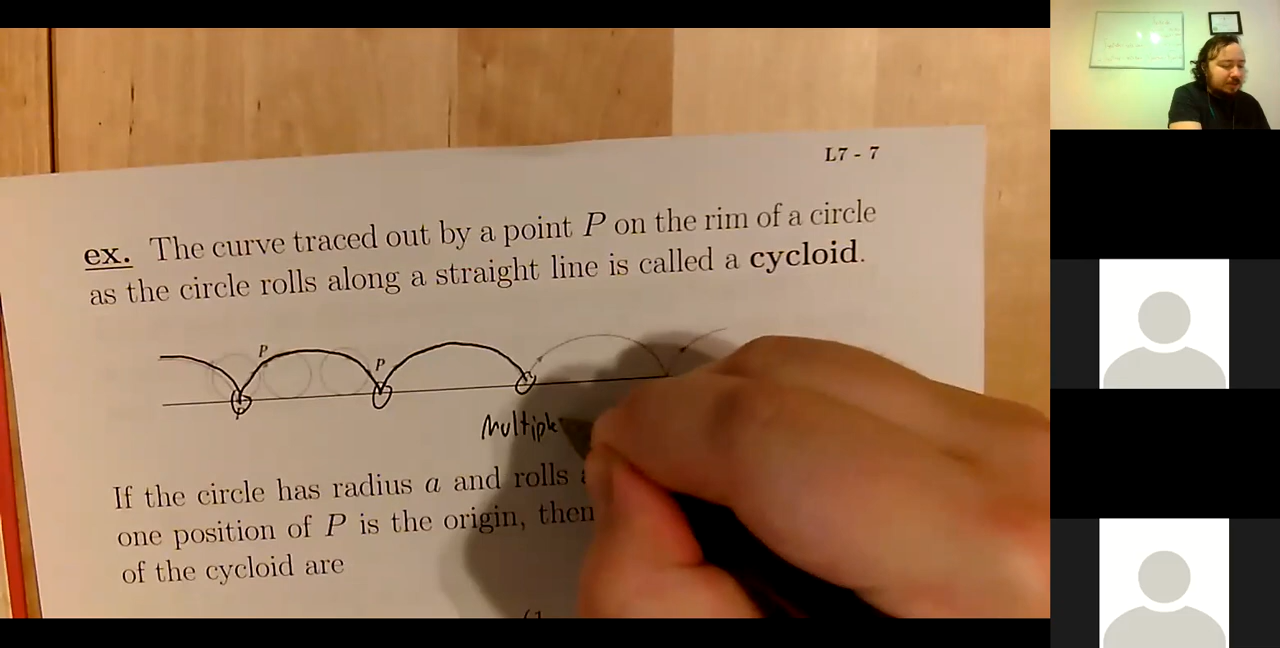 L7 - 7
ex. The curve traced out by a point P on the rim of a circle
as the circle rolls along a straight line is called a cycloid.
P
P
P
Multiple
If the circle has radius a and rolls
one position of P is the origin, then
of the cycloid are